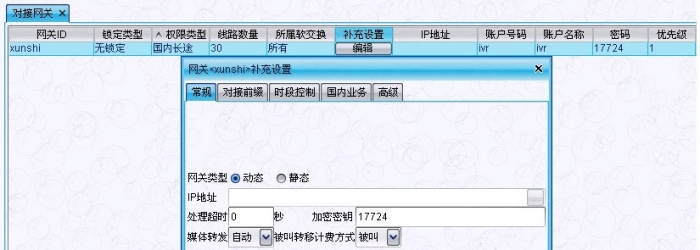 对接网关 ×
网关ID 锁定类型 ^ 权限类型 线路数量 所属软交换 补充设置 IP地址 账户号码 账户名称 密码 优先级
xunshi 无锁定 国内长途 30 所有 编辑 ivr ivr 17724 1
网关<xunshi>补充设置 ×
常规 对接前缀 时段控制 国内业务 高级
网关类型 动态 静态
IP地址
处理超时 0 秒 加密密钥 17724
媒体转发 自动 被叫转移计费方式 被叫